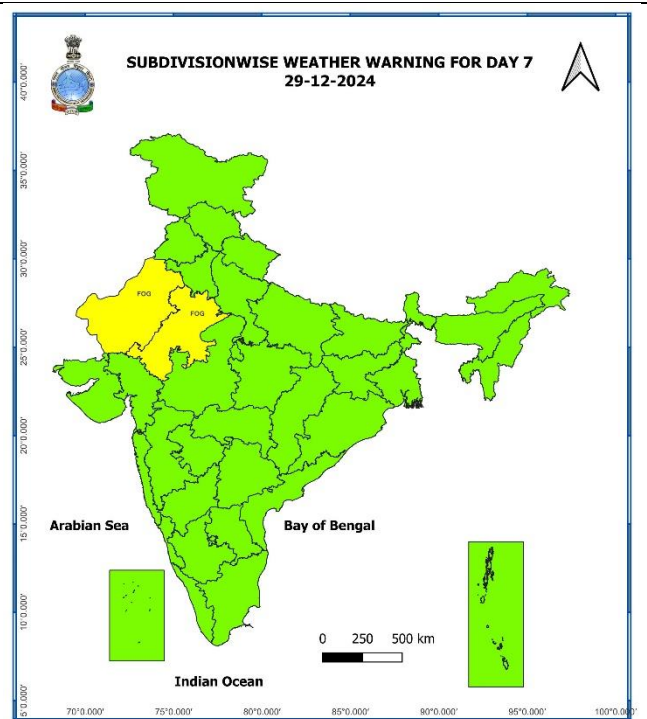 SUBDIVISIONWISE WEATHER WARNING FOR DAY 7
29-12-2024
40°0.000'
35°0.000'
30°0.000'
FOG
FOG
25°0.000'
20°0.000'
15°0.000'
Arabian Sea
Bay of Bengal
10°0.000'
0 250 500 km
Indian Ocean
5°0.000'
70°0.000' 75°0.000' 80°0.000' 85°0.000' 90°0.000' 95°0.000' 100°0.000'